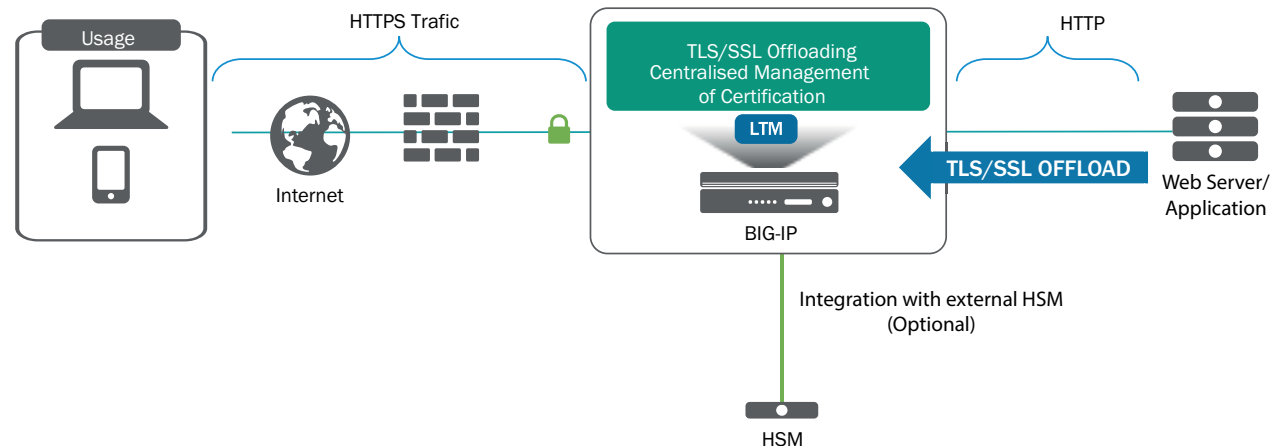 Usage
HTTPS Trafic
Internet
TLS/SSL Offloading
Centralised Management
of Certification
LTM
BIG-IP
HTTP
TLS/SSL OFFLOAD
Web Server/
Application
Integration with external HSM
(Optional)
HSM